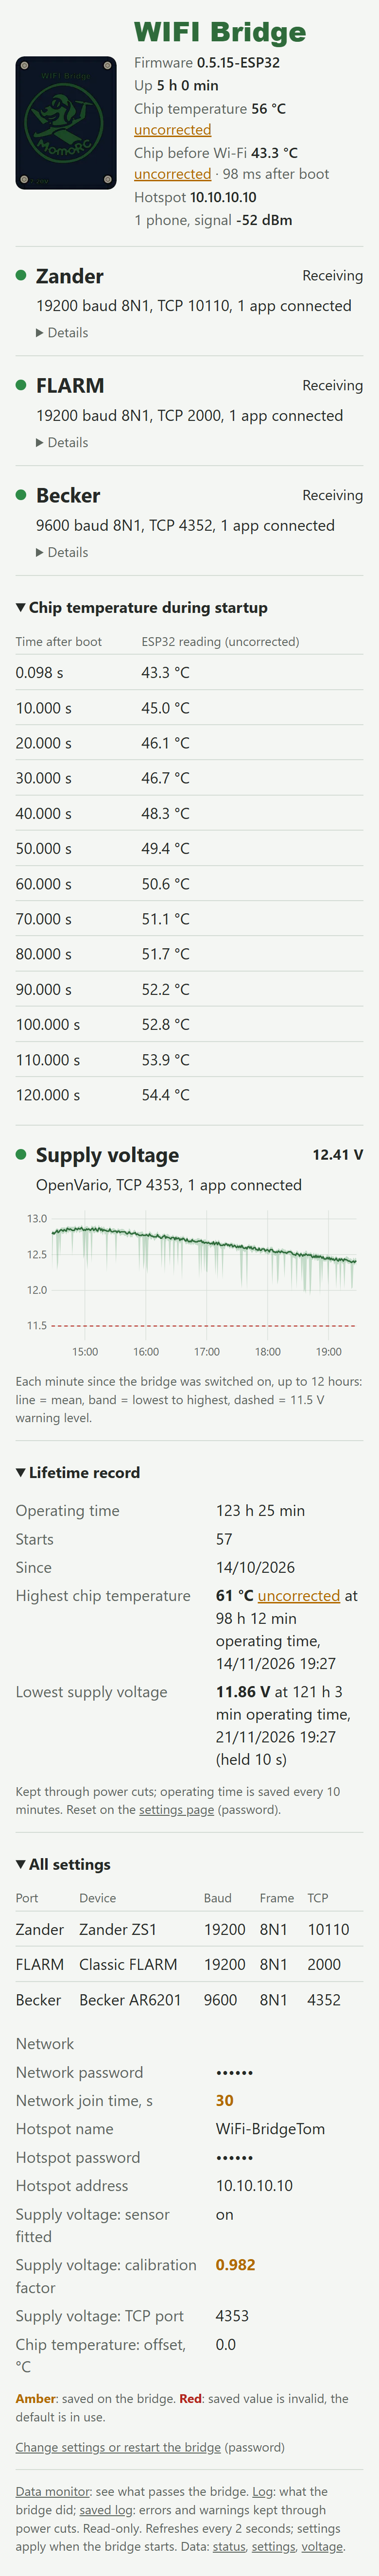 WIFI Bridge
WIFI Bridge
MomoRC
Firmware 0.5.15-ESP32
Up 5 h 0 min
Chip temperature 56 °C
uncorrected
Chip before Wi-Fi 43.3 °C
uncorrected · 98 ms after boot
Hotspot 10.10.10.10
1 phone, signal -52 dBm
Zander Receiving
19200 baud 8N1, TCP 10110, 1 app connected
▶ Details
FLARM Receiving
19200 baud 8N1, TCP 2000, 1 app connected
▶ Details
Becker Receiving
9600 baud 8N1, TCP 4352, 1 app connected
▶ Details
▼ Chip temperature during startup
Time after boot ESP32 reading (uncorrected)
0.098 s 43.3 °C
10.000 s 45.0 °C
20.000 s 46.1 °C
30.000 s 46.7 °C
40.000 s 48.3 °C
50.000 s 49.4 °C
60.000 s 50.6 °C
70.000 s 51.1 °C
80.000 s 51.7 °C
90.000 s 52.2 °C
100.000 s 52.8 °C
110.000 s 53.9 °C
120.000 s 54.4 °C
Supply voltage 12.41 V
OpenVario, TCP 4353, 1 app connected
13.0
12.5
12.0
11.5
15:00 16:00 17:00 18:00 19:00
Each minute since the bridge was switched on, up to 12 hours:
line = mean, band = lowest to highest, dashed = 11.5 V
warning level.
▼ Lifetime record
Operating time 123 h 25 min
Starts 57
Since 14/10/2026
Highest chip temperature 61 °C uncorrected at
98 h 12 min
operating time,
14/11/2026 19:27
Lowest supply voltage 11.86 V at 121 h 3
min operating time,
21/11/2026 19:27
(held 10 s)
Kept through power cuts; operating time is saved every 10
minutes. Reset on the settings page (password).
▼ All settings
Port Device Baud Frame TCP
Zander Zander ZS1 19200 8N1 10110
FLARM Classic FLARM 19200 8N1 2000
Becker Becker AR6201 9600 8N1 4352
Network
Network password ••••••
Network join time, s 30
Hotspot name WiFi-BridgeTom
Hotspot password ••••••
Hotspot address 10.10.10.10
Supply voltage: sensor on
fitted
Supply voltage: calibration 0.982
factor
Supply voltage: TCP port 4353
Chip temperature: offset, 0.0
°C
Amber: saved on the bridge. Red: saved value is invalid, the
default is in use.
Change settings or restart the bridge (password)
Data monitor: see what passes the bridge. Log: what the
bridge did; saved log: errors and warnings kept through
power cuts. Read-only. Refreshes every 2 seconds; settings
apply when the bridge starts. Data: status, settings, voltage.